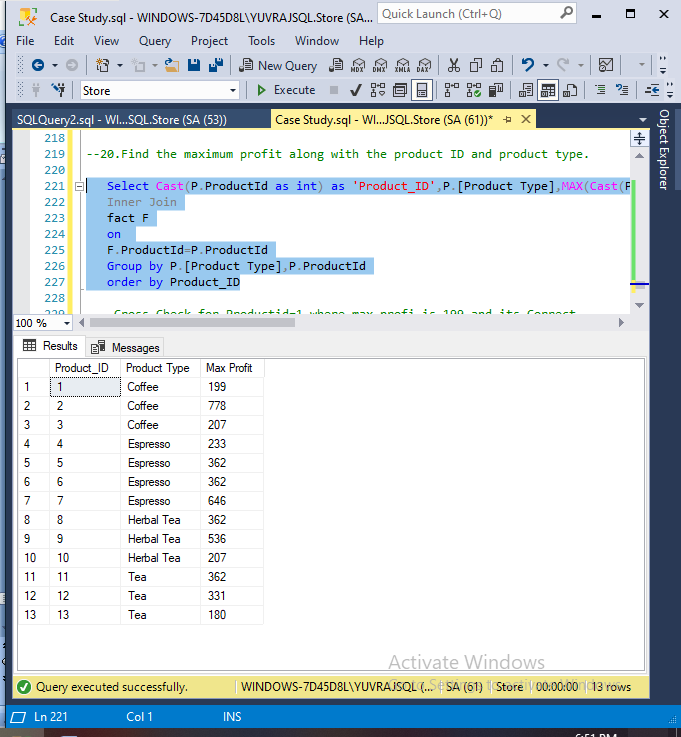 Case Study.sql - WINDOWS-7D45D8L\YUVRAJSQL.Store (SA...
Quick Launch (Ctrl+Q)
File Edit View Query Project Tools Window Help
New Query
MDX DMX XMLA DAX
Store Execute
SQLQuery2.sql - WI...SQL.Store (SA (53)) Case Study.sql - WI...JSQL.Store (SA (61))*
Object Explorer
218
219 --20.Find the maximum profit along with the product ID and product type.
220
221 Select Cast(P.ProductId as int) as 'Product_ID',P.[Product Type],MAX(Cast(P
222 Inner Join
223 fact F
224 on
225 F.ProductId=P.ProductId
226 Group by P.[Product Type],P.ProductId
227 order by Product_ID
228
229 Cross Check for Productid=1 where max profi is 199 and its Correct
100 %
Results Messages
Product_ID Product Type Max Profit
1 1 Coffee 199
2 2 Coffee 778
3 3 Coffee 207
4 4 Espresso 233
5 5 Espresso 362
6 6 Espresso 362
7 7 Espresso 646
8 8 Herbal Tea 362
9 9 Herbal Tea 536
10 10 Herbal Tea 207
11 11 Tea 362
12 12 Tea 331
13 13 Tea 180
Activate Windows
Go to Settings to activate Windows.
Query executed successfully. WINDOWS-7D45D8L\YUVRAJSQL (... SA (61) Store 00:00:00 13 rows
Ln 221 Col 1 INS
6:51 PM